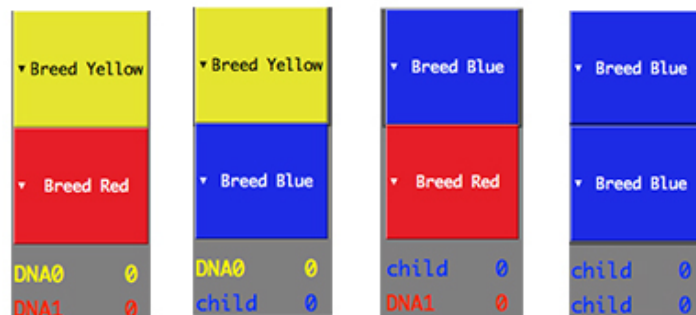 ▾ Breed Yellow
▾ Breed Red
DNA0 0
DNA1 0
▾ Breed Yellow
▾ Breed Blue
DNA0 0
child 0
▾ Breed Blue
▾ Breed Red
child 0
DNA1 0
▾ Breed Blue
▾ Breed Blue
child 0
child 0